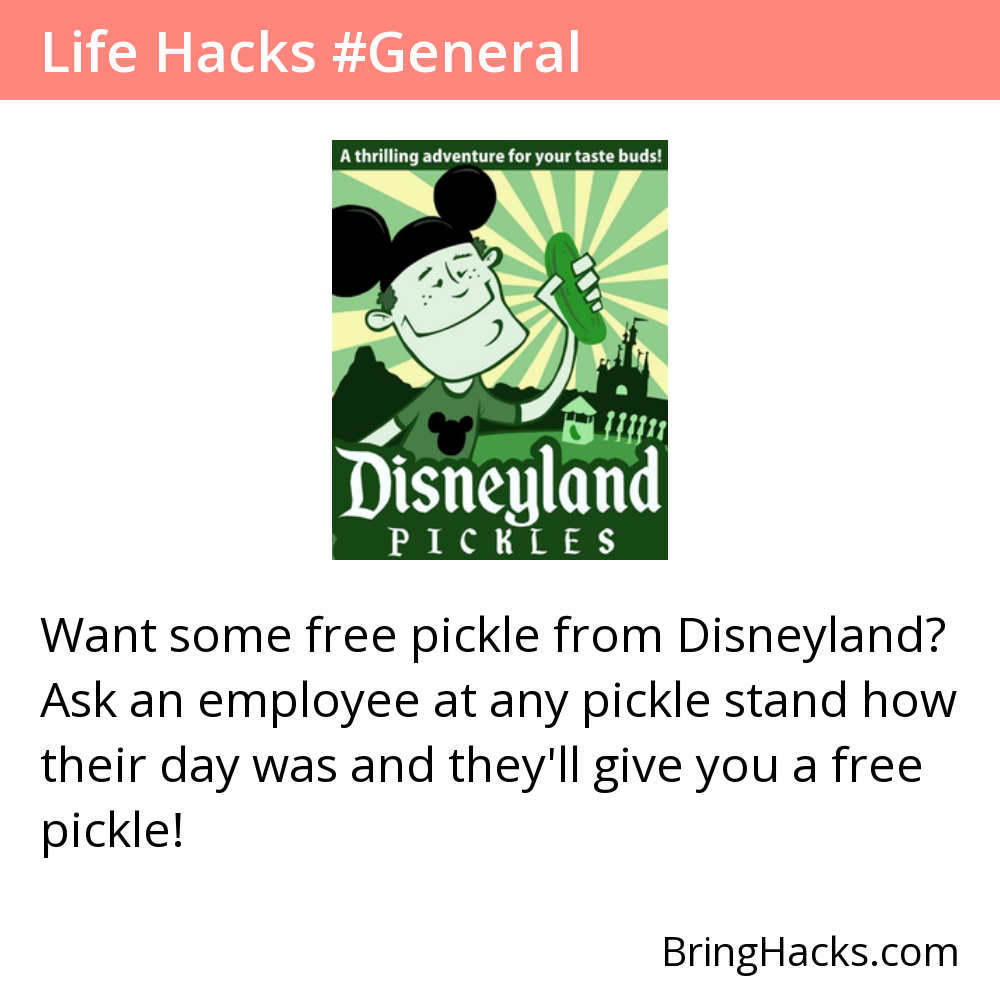 Life Hacks #General
A thrilling adventure for your taste buds!
Disneyland
PICKLES
Want some free pickle from Disneyland?
Ask an employee at any pickle stand how
their day was and they'll give you a free
pickle!
BringHacks.com